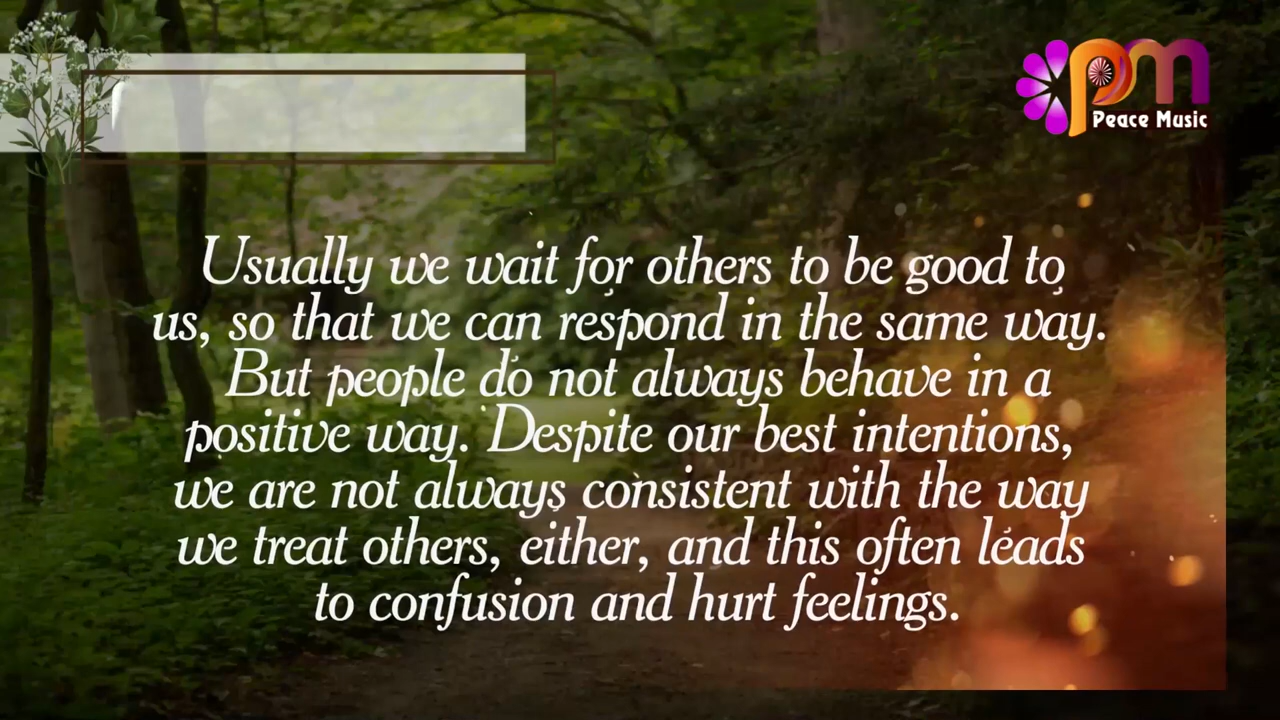 pm
Peace Music
Usually we wait for others to be good to
us, so that we can respond in the same way.
But people do not always behave in a
positive way. Despite our best intentions,
we are not always consistent with the way
we treat others, either, and this often leads
to confusion and hurt feelings.